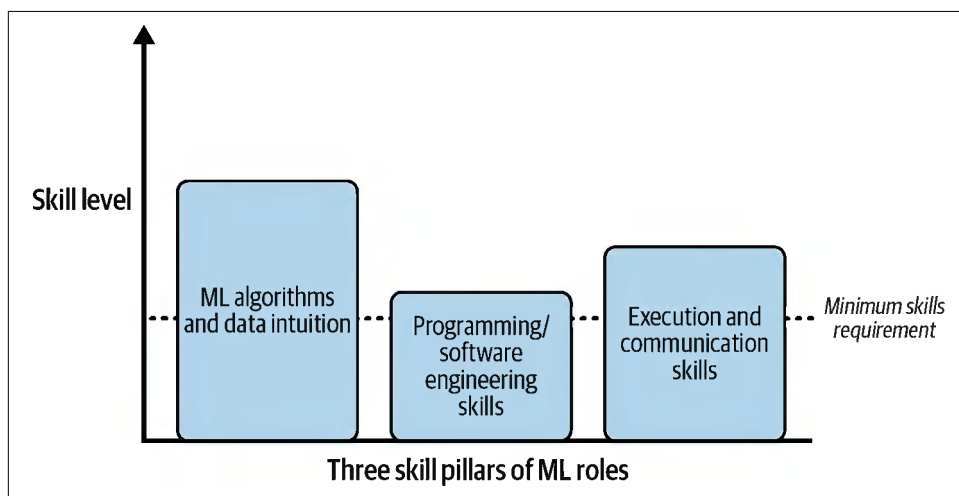 Skill level
ML algorithms
and data intuition
Programming/
software
engineering
skills
Execution and
communication
skills
Minimum skills
requirement
Three skill pillars of ML roles